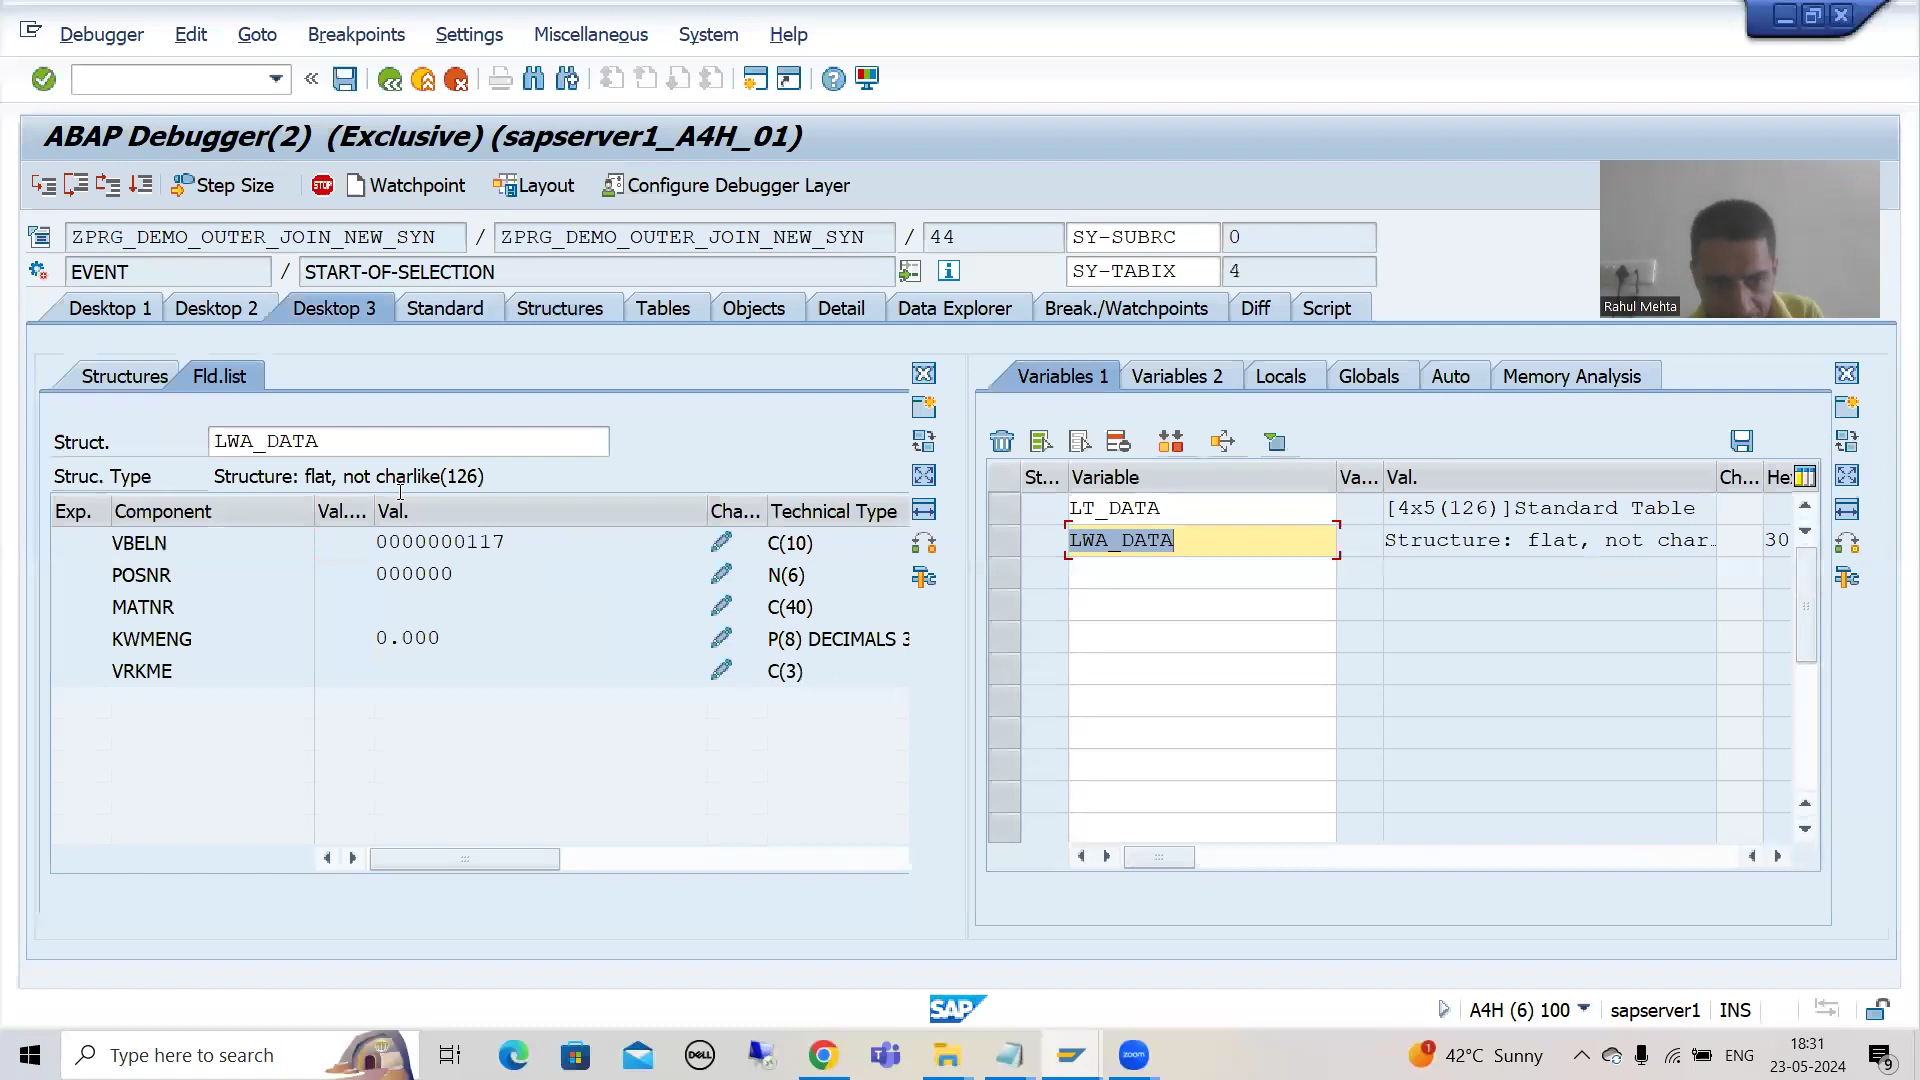 Debugger Edit Goto Breakpoints Settings Miscellaneous System Help
ABAP Debugger(2) (Exclusive) (sapserver1_A4H_01)
Step Size STOP Watchpoint Layout Configure Debugger Layer
ZPRG_DEMO_OUTER_JOIN_NEW_SYN / ZPRG_DEMO_OUTER_JOIN_NEW_SYN / 44 SY-SUBRC 0
EVENT / START-OF-SELECTION SY-TABIX 4
Rahul Mehta
Desktop 1 Desktop 2 Desktop 3 Standard Structures Tables Objects Detail Data Explorer Break./Watchpoints Diff Script
Structures Fld.list
Struct. LWA_DATA
Struc. Type Structure: flat, not charlike(126)
Exp. Component Val.... Val. Cha... Technical Type
VBELN 0000000117 C(10)
POSNR 000000 N(6)
MATNR C(40)
KWMENG 0.000 P(8) DECIMALS 3
VRKME C(3)
Variables 1 Variables 2 Locals Globals Auto Memory Analysis
St... Variable Va... Val. Ch... He
LT_DATA [4x5(126)]Standard Table
LWA_DATA Structure: flat, not char... 30
SAP
A4H (6) 100 sapserver1 INS
Type here to search
DELL
zoom
1
42°C Sunny
ENG
18:31
23-05-2024
9